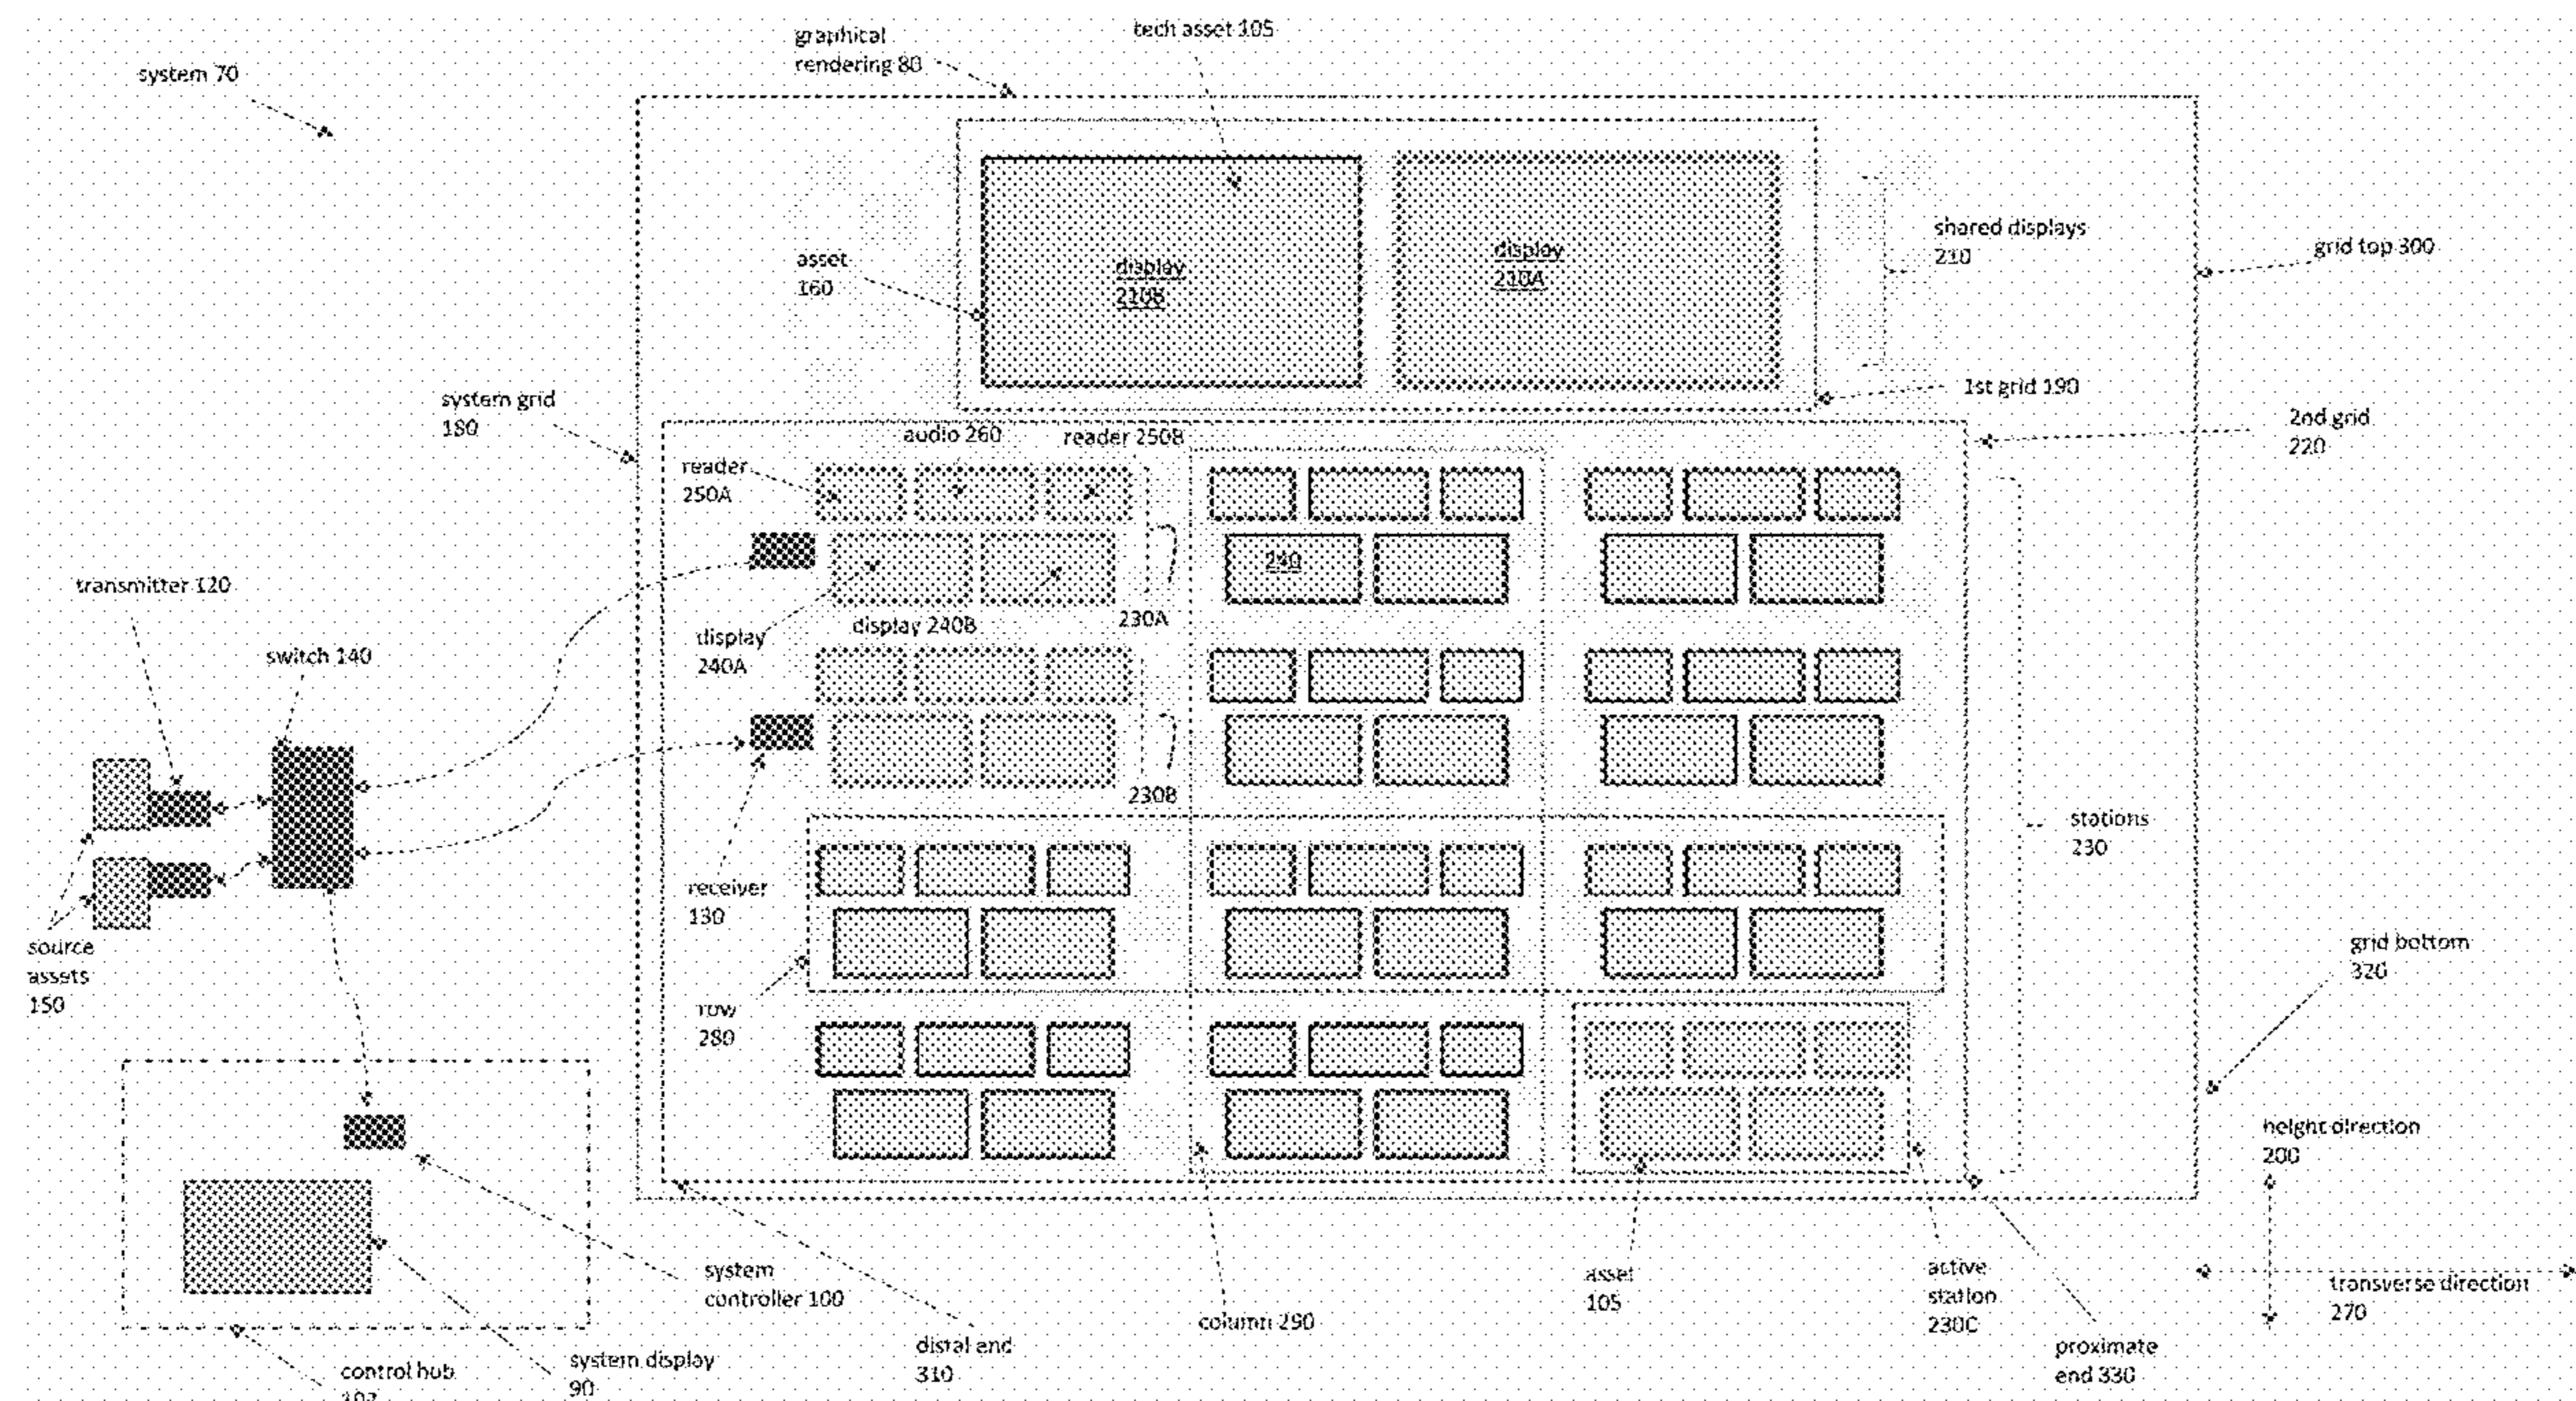 system 70
graphical
rendering 80
tech asset 105
asset
160
display
210B
display
210A
shared displays
210
grid top 300
1st grid 190
system grid
180
2nd grid
220
audio 260
reader 250B
reader
250A
240
transmitter 120
230A
display 240B
display
240A
switch 140
230B
stations
230
receiver
130
source
assets
150
row
280
grid bottom
320
height direction
200
system
controller 100
asset
105
active
station
230C
transverse direction
270
column 290
distal end
310
proximate
end 330
system display
90
control hub